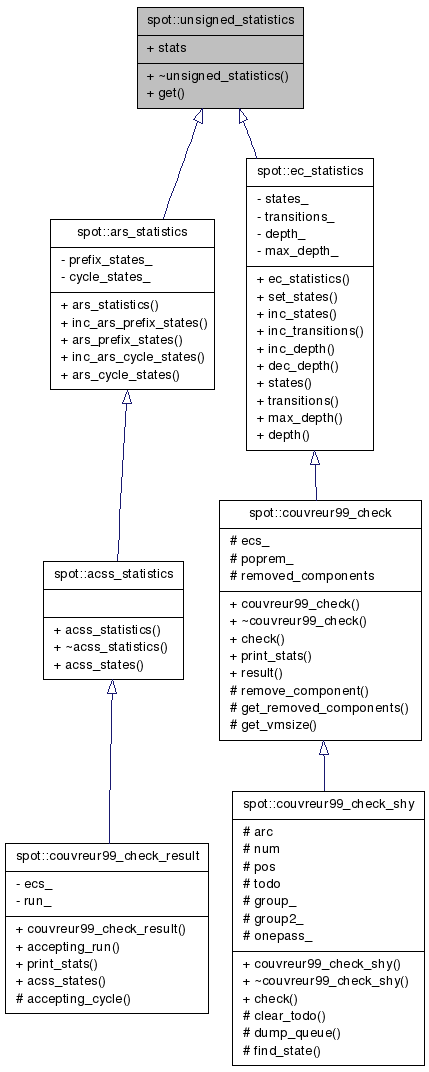 spot::unsigned_statistics
+ stats
+ ~unsigned_statistics()
+ get()
spot::ars_statistics
- prefix_states_
- cycle_states_
+ ars_statistics()
+ inc_ars_prefix_states()
+ ars_prefix_states()
+ inc_ars_cycle_states()
+ ars_cycle_states()
spot::ec_statistics
- states_
- transitions_
- depth_
- max_depth_
+ ec_statistics()
+ set_states()
+ inc_states()
+ inc_transitions()
+ inc_depth()
+ dec_depth()
+ states()
+ transitions()
+ max_depth()
+ depth()
spot::acss_statistics
+ acss_statistics()
+ ~acss_statistics()
+ acss_states()
spot::couvreur99_check
# ecs_
# poprem_
# removed_components
+ couvreur99_check()
+ ~couvreur99_check()
+ check()
+ print_stats()
+ result()
# remove_component()
# get_removed_components()
# get_vmsize()
spot::couvreur99_check_result
- ecs_
- run_
+ couvreur99_check_result()
+ accepting_run()
+ print_stats()
+ acss_states()
# accepting_cycle()
spot::couvreur99_check_shy
# arc
# num
# pos
# todo
# group_
# group2_
# onepass_
+ couvreur99_check_shy()
+ ~couvreur99_check_shy()
+ check()
# clear_todo()
# dump_queue()
# find_state()